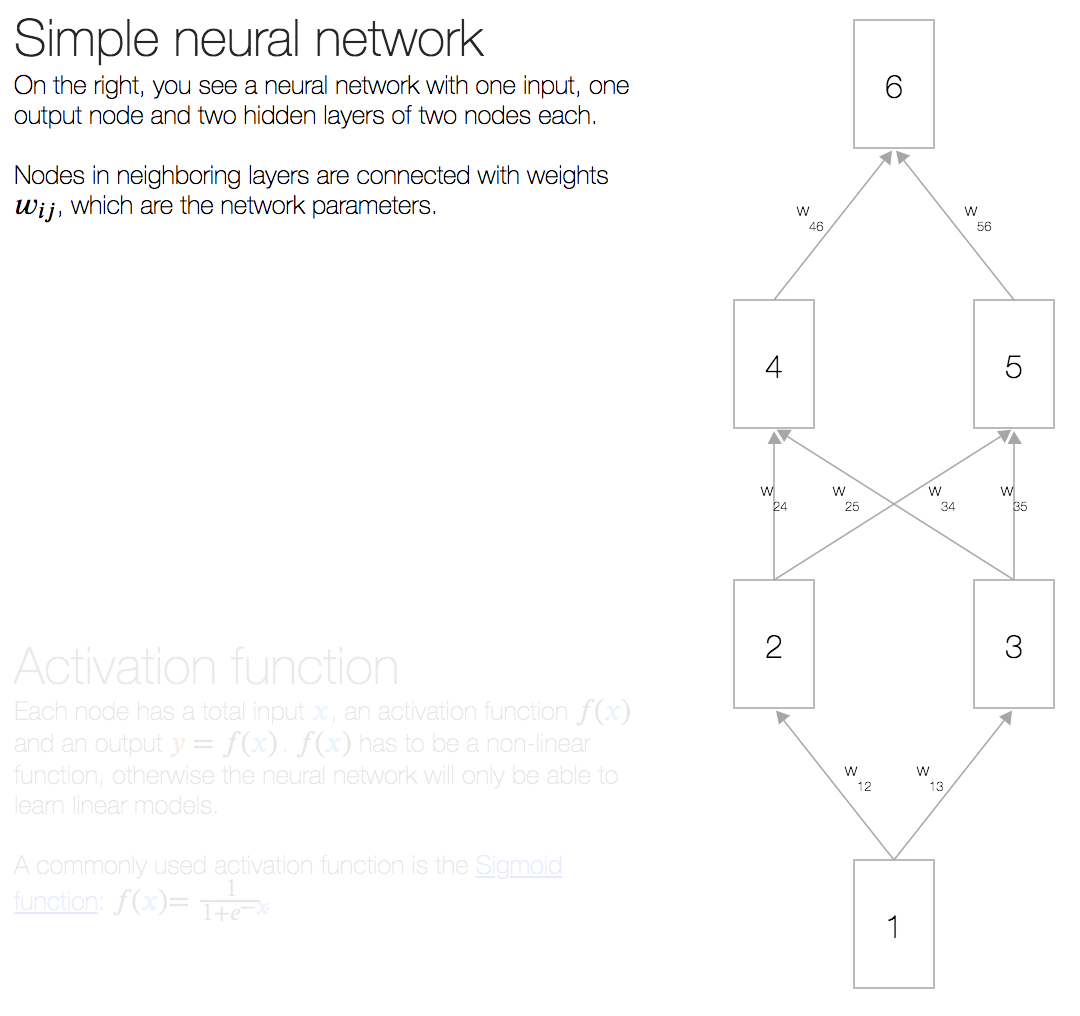 Simple neural network
On the right, you see a neural network with one input, one
output node and two hidden layers of two nodes each.
Nodes in neighboring layers are connected with weights
w_ij, which are the network parameters.
Activation function
Each node has a total input x, an activation function f(x)
and an output y = f(x). f(x) has to be a non-linear
function, otherwise the neural network will only be able to
learn linear models.
A commonly used activation function is the Sigmoid
function: f(x)= 1/(1+e^−x)
6
w46 w56
4 5
w24 w25 w34 w35
2 3
w12 w13
1